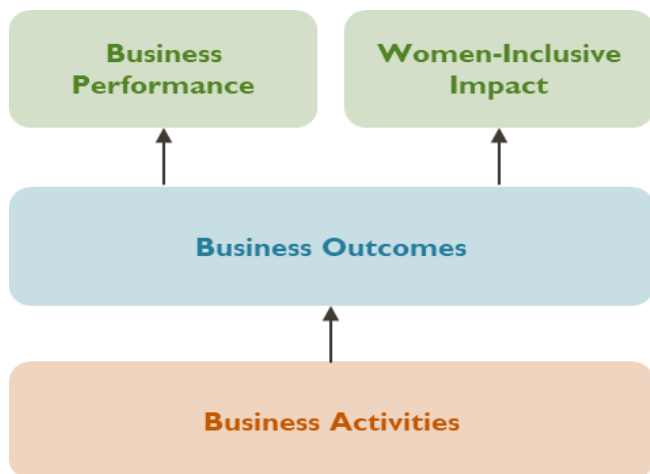 Business
Performance
Women-Inclusive
Impact
Business Outcomes
Business Activities